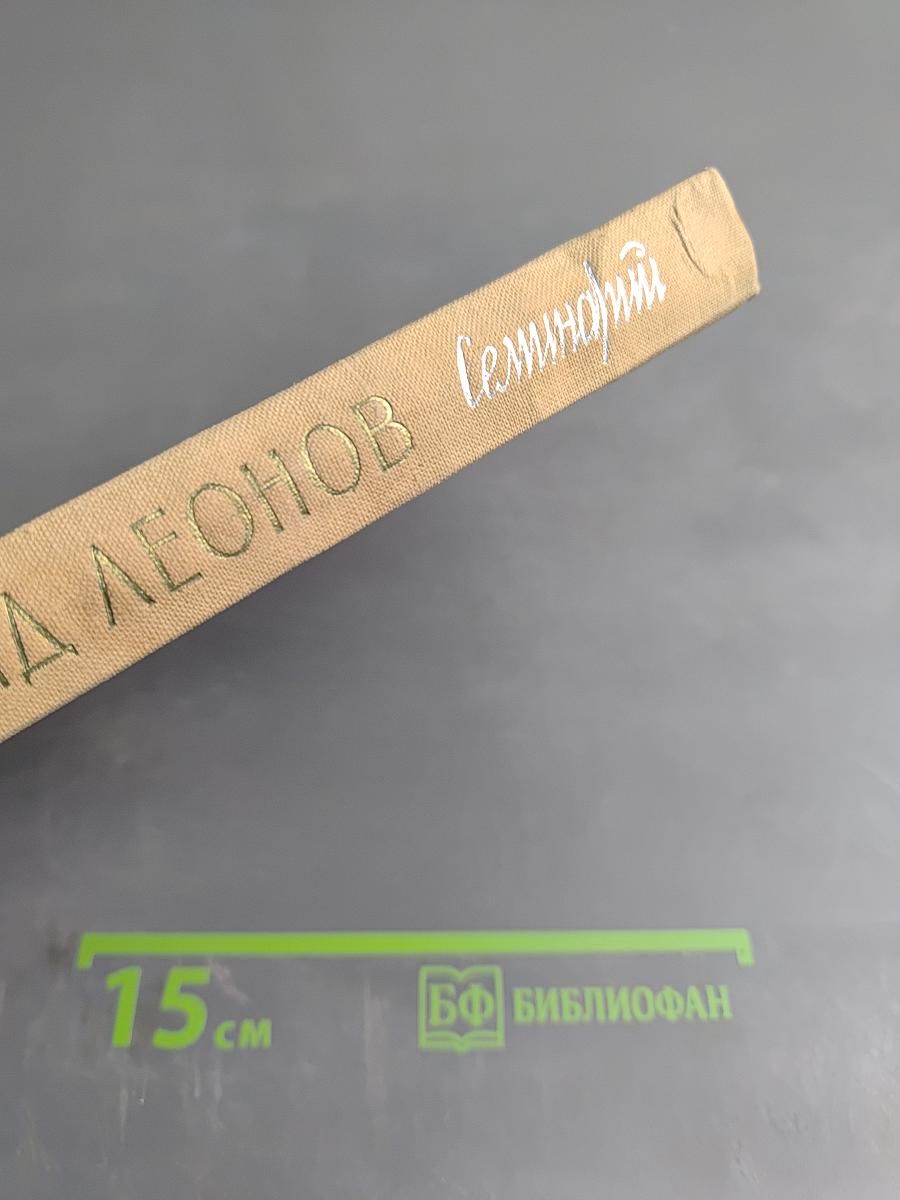 Д ЛЕОНОВ Семинарий
15 см
БФ БИБЛИОФАН